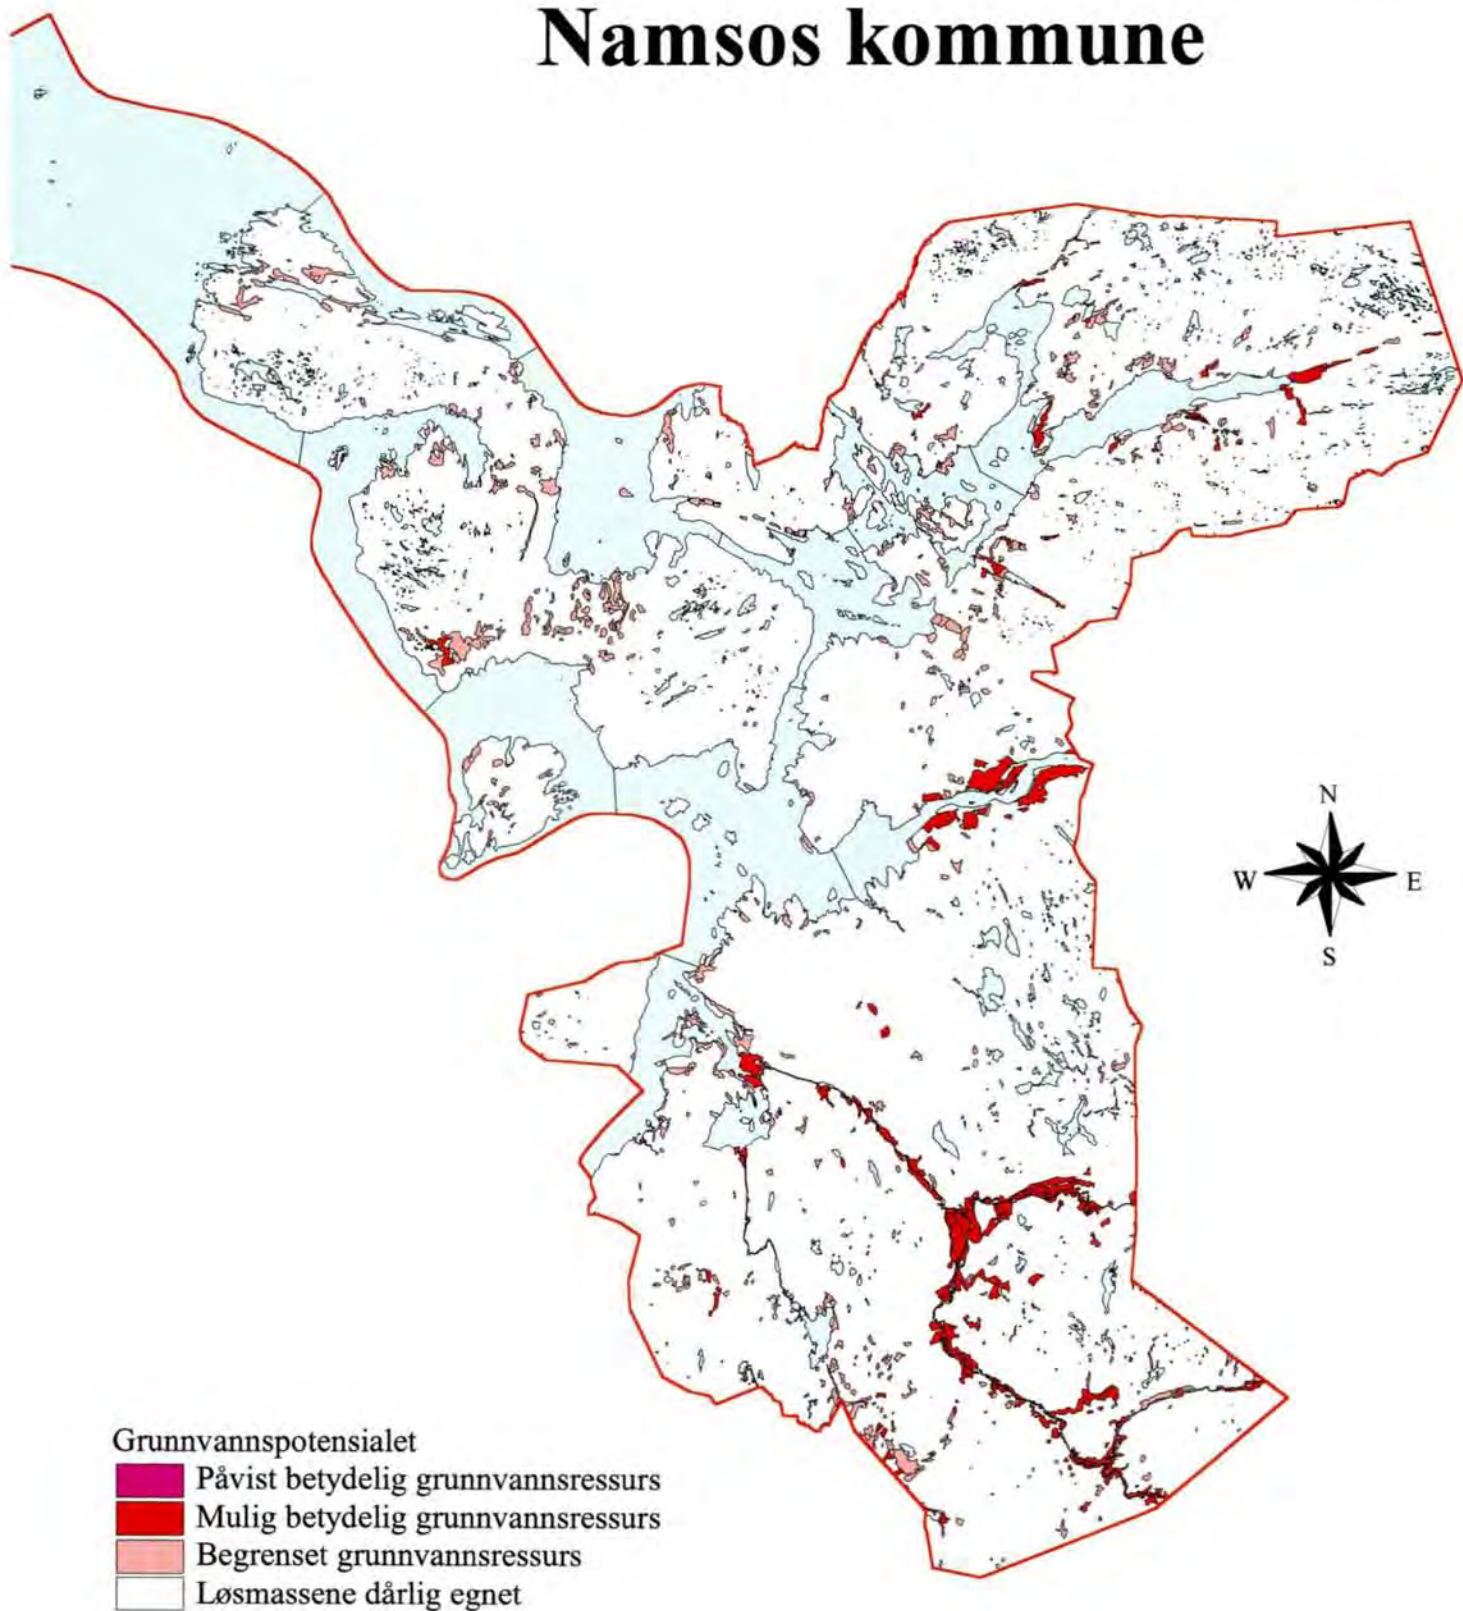 Namsos kommune
N
W E
S
Grunnvannspotensialet
Påvist betydelig grunnvannsressurs
Mulig betydelig grunnvannsressurs
Begrenset grunnvannsressurs
Løsmassene dårlig egnet